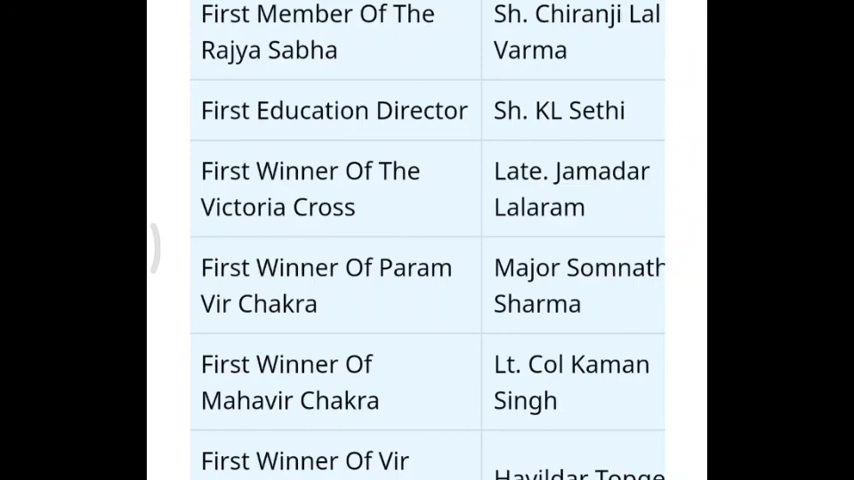 First Member Of The
Rajya Sabha
Sh. Chiranji Lal
Varma
First Education Director
Sh. KL Sethi
First Winner Of The
Victoria Cross
Late. Jamadar
Lalaram
First Winner Of Param
Vir Chakra
Major Somnath
Sharma
First Winner Of
Mahavir Chakra
Lt. Col Kaman
Singh
First Winner Of Vir
Havildar